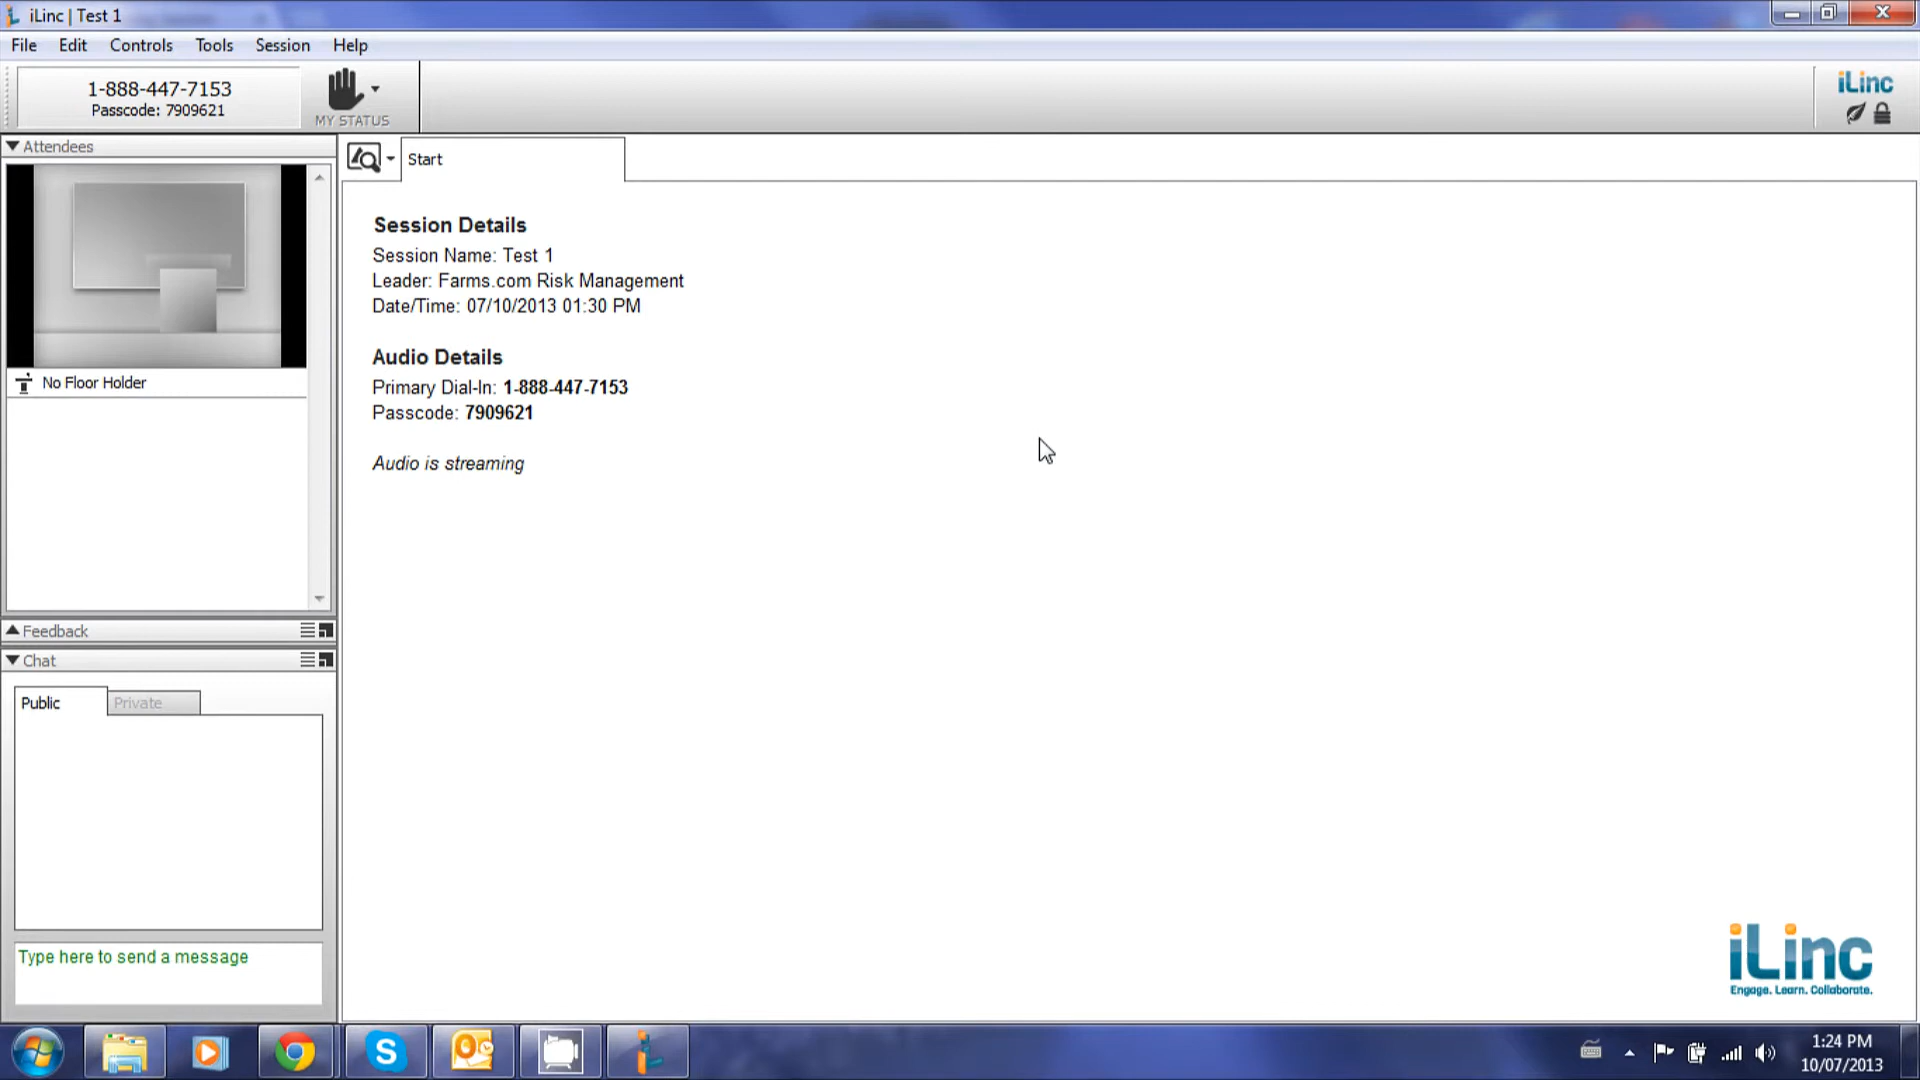 iLinc | Test 1
File Edit Controls Tools Session Help
1-888-447-7153
Passcode: 7909621
MY STATUS
iLinc
Attendees
Start
Session Details
Session Name: Test 1
Leader: Farms.com Risk Management
Date/Time: 07/10/2013 01:30 PM
Audio Details
Primary Dial-In: 1-888-447-7153
Passcode: 7909621
Audio is streaming
No Floor Holder
Feedback
Chat
Public Private
Type here to send a message
iLinc
Engage. Learn. Collaborate.
1:24 PM
10/07/2013